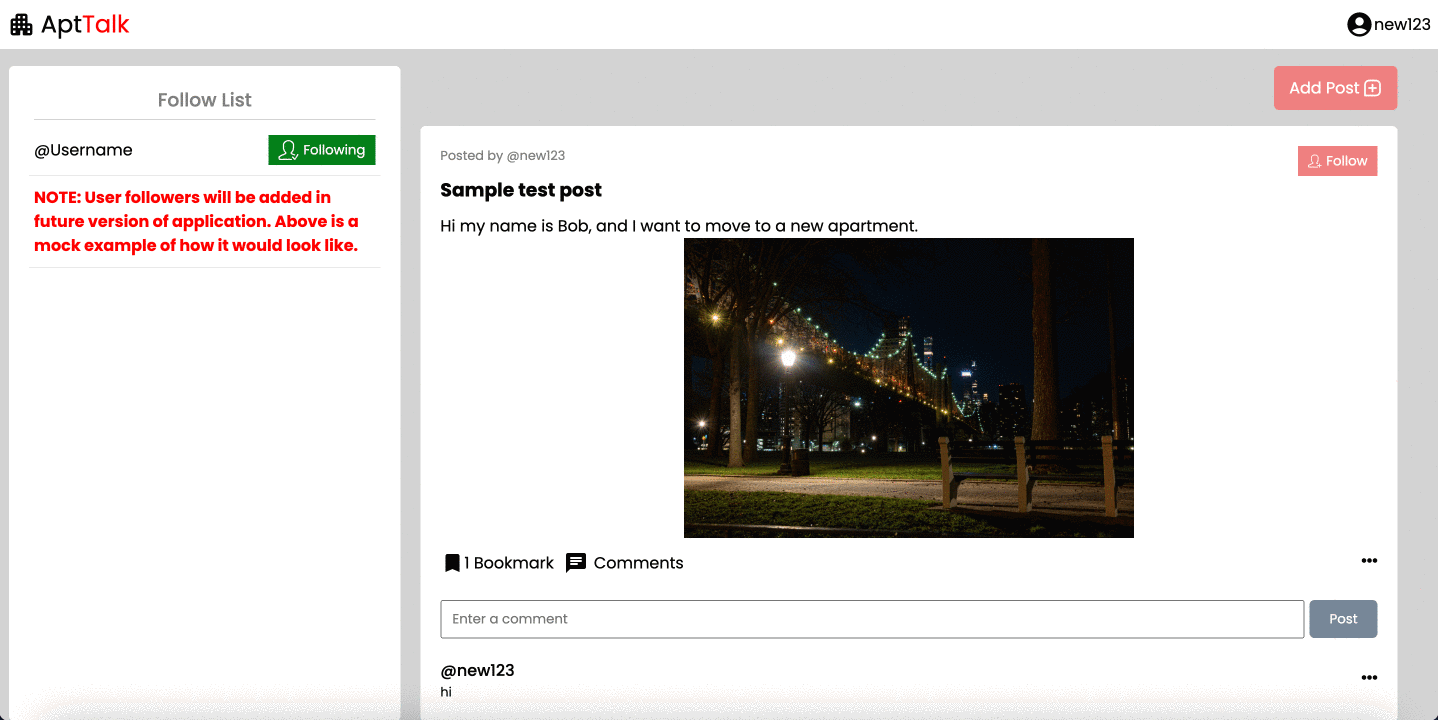 AptTalk
new123
Follow List
@Username
Following
NOTE: User followers will be added in
future version of application. Above is a
mock example of how it would look like.
Add Post
Posted by @new123
Follow
Sample test post
Hi my name is Bob, and I want to move to a new apartment.
1 Bookmark
Comments
Enter a comment
Post
@new123
hi